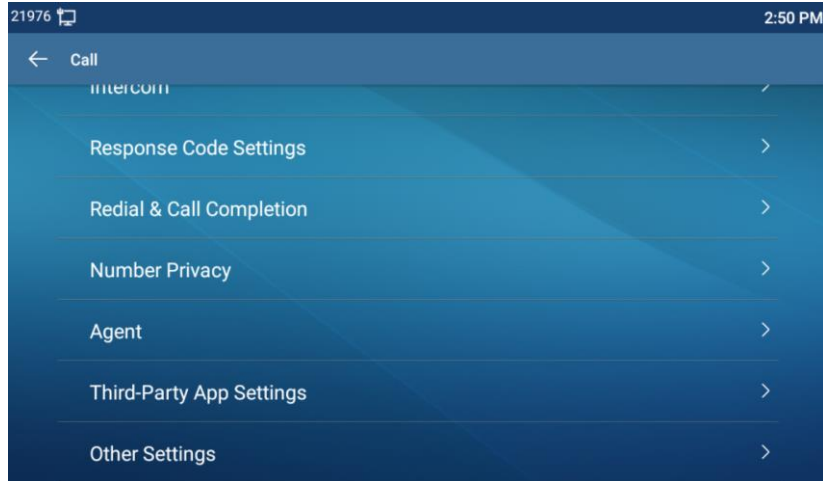 21976
2:50 PM
Call
Intercom
Response Code Settings
Redial & Call Completion
Number Privacy
Agent
Third-Party App Settings
Other Settings